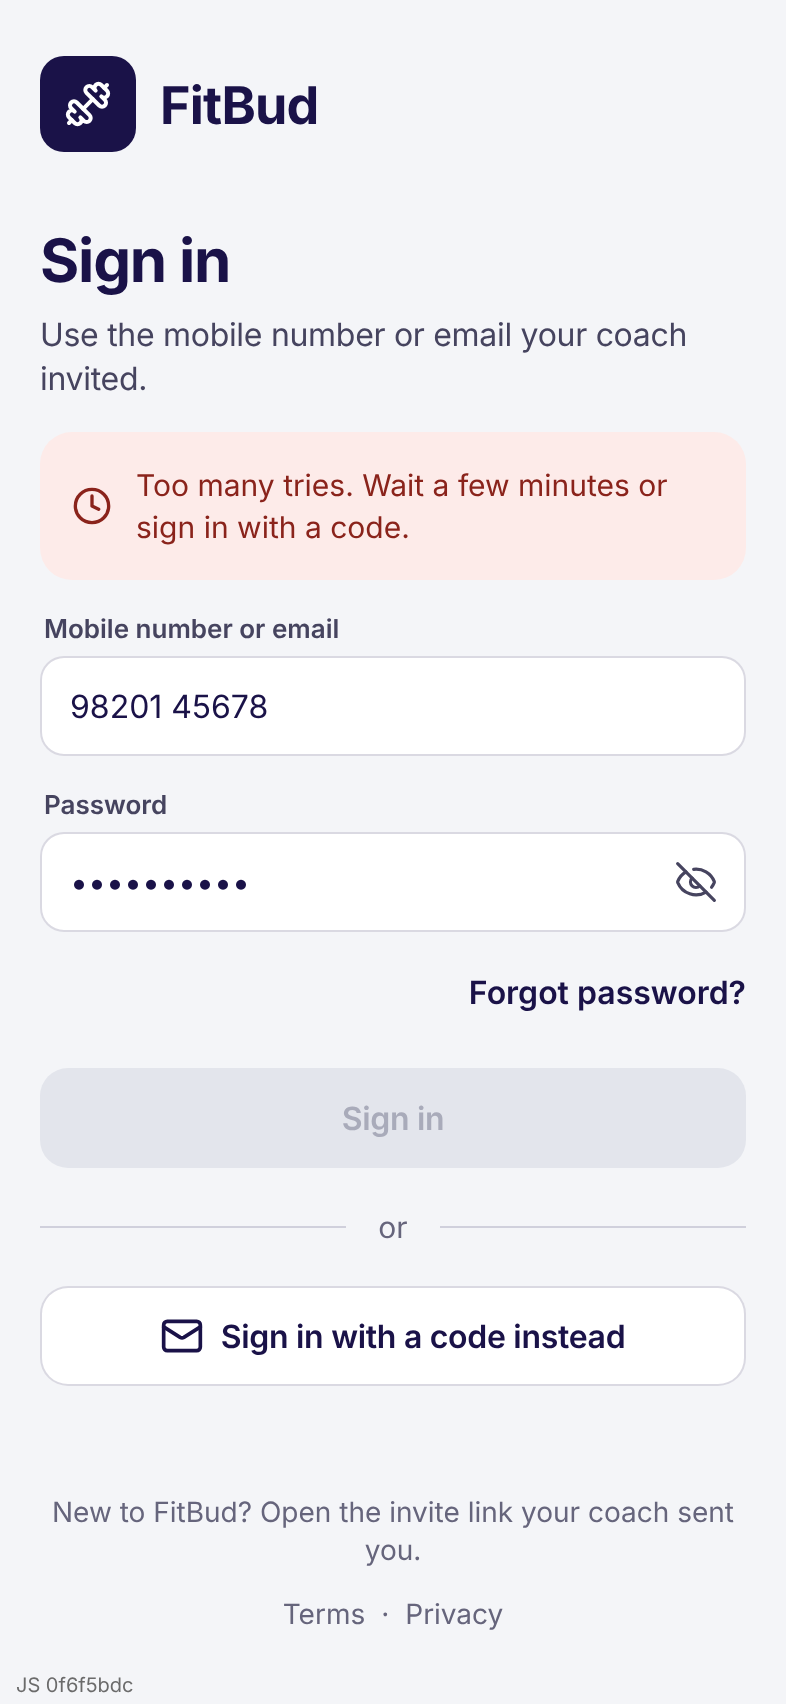 FitBud
Sign in
Use the mobile number or email your coach
invited.
Too many tries. Wait a few minutes or
sign in with a code.
Mobile number or email
98201 45678
Password
••••••••••
Forgot password?
Sign in
or
Sign in with a code instead
New to FitBud? Open the invite link your coach sent
you.
Terms · Privacy
JS 0f6f5bdc